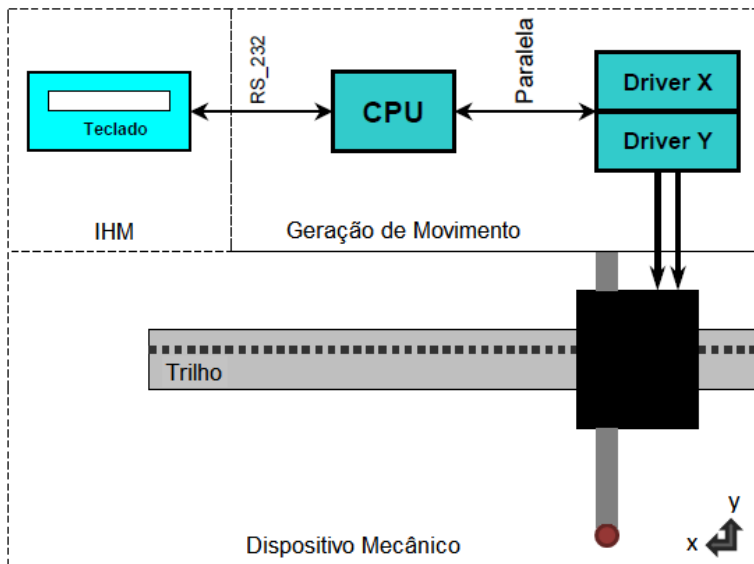 RS_232
Paralela
Driver X
CPU
Teclado
Driver Y
IHM
Geração de Movimento
Trilho
y
x
Dispositivo Mecânico